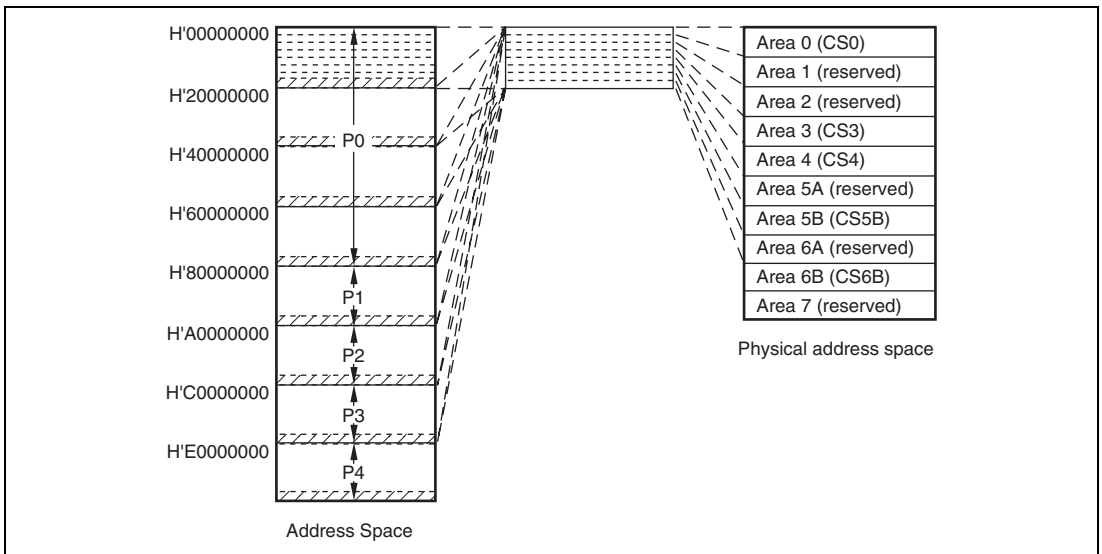 H'00000000
H'20000000
H'40000000
H'60000000
H'80000000
H'A0000000
H'C0000000
H'E0000000
P0
P1
P2
P3
P4
Address Space
Area 0 (CS0)
Area 1 (reserved)
Area 2 (reserved)
Area 3 (CS3)
Area 4 (CS4)
Area 5A (reserved)
Area 5B (CS5B)
Area 6A (reserved)
Area 6B (CS6B)
Area 7 (reserved)
Physical address space